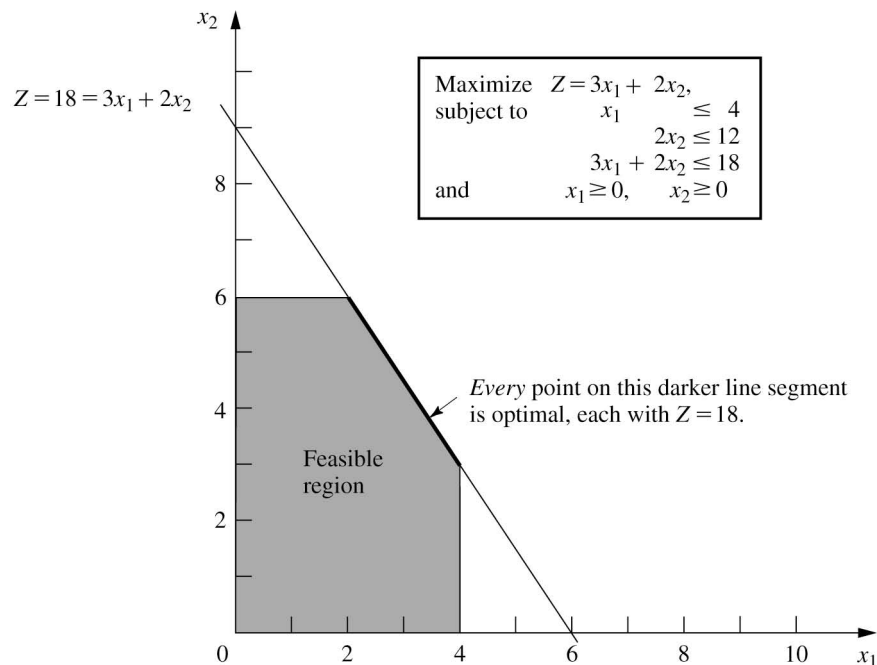 x₂
Z = 18 = 3x₁ + 2x₂
Maximize Z = 3x₁ + 2x₂,
subject to x₁ ≤ 4
2x₂ ≤ 12
3x₁ + 2x₂ ≤ 18
and x₁ ≥ 0, x₂ ≥ 0
8
6
Every point on this darker line segment
is optimal, each with Z = 18.
4
Feasible
region
2
0 2 4 6 8 10 x₁